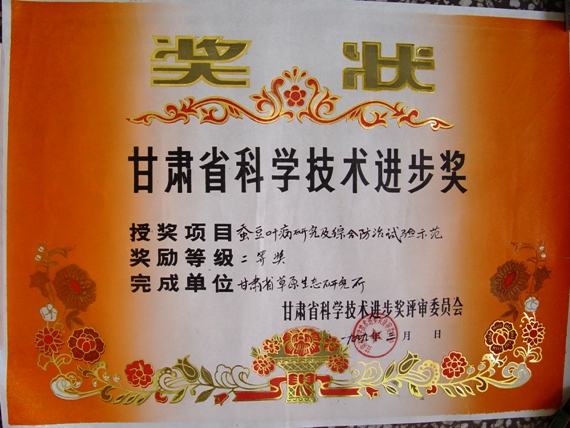 奖状
甘肃省科学技术进步奖
授奖项目 蚕豆叶病研究及综合防治试验示范
奖励等级 二等奖
完成单位 甘肃省草原生态研究所
甘肃省科学技术进步奖评审委员会
月 日